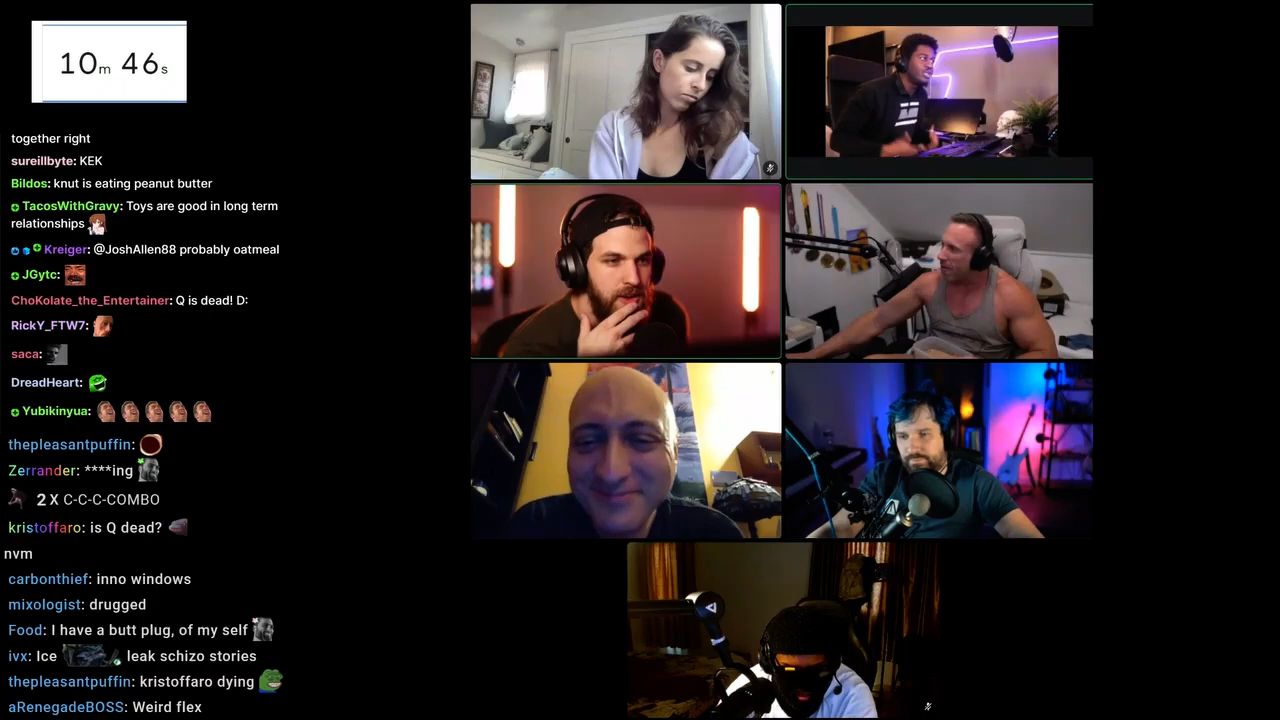 10m 46s
together right
sureillbyte: KEK
Bildos: knut is eating peanut butter
TacosWithGravy: Toys are good in long term
relationships
Kreiger: @JoshAllen88 probably oatmeal
JGytc:
ChoKolate_the_Entertainer: Q is dead! D:
RickY_FTW7:
saca:
DreadHeart:
Yubikinyua:
thepleasantpuffin:
Zerrander: ****ing
2 X C-C-C-COMBO
kristoffaro: is Q dead?
nvm
carbonthief: inno windows
mixologist: drugged
Food: I have a butt plug, of my self
ivx: Ice leak schizo stories
thepleasantpuffin: kristoffaro dying
aRenegadeBOSS: Weird flex